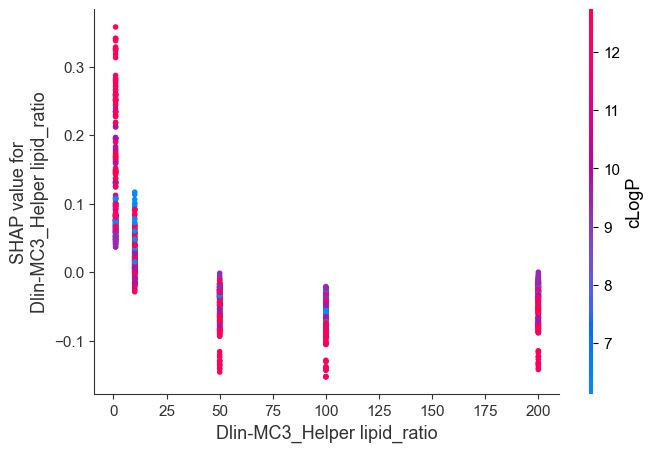 SHAP value for
Dlin-MC3_Helper lipid_ratio
0.3
0.2
0.1
0.0
−0.1
0 25 50 75 100 125 150 175 200
Dlin-MC3_Helper lipid_ratio
12
11
10
9
8
7
cLogP